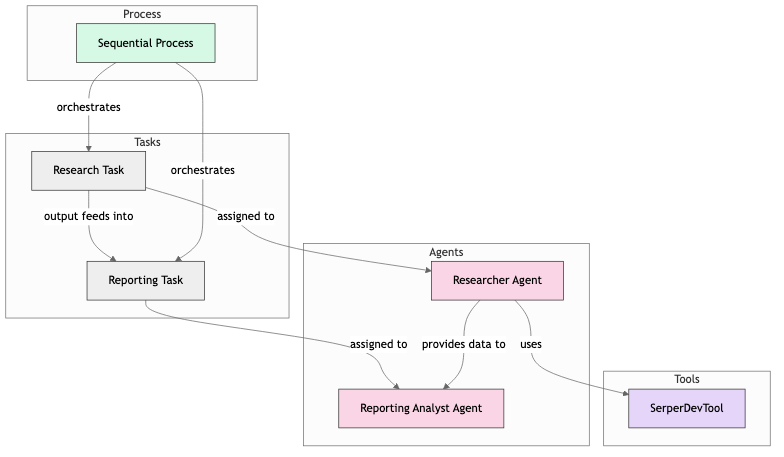 Process
Sequential Process
orchestrates
Tasks
Research Task
orchestrates
output feeds into
assigned to
Reporting Task
Agents
Researcher Agent
assigned to
provides data to
uses
Tools
Reporting Analyst Agent
SerperDevTool